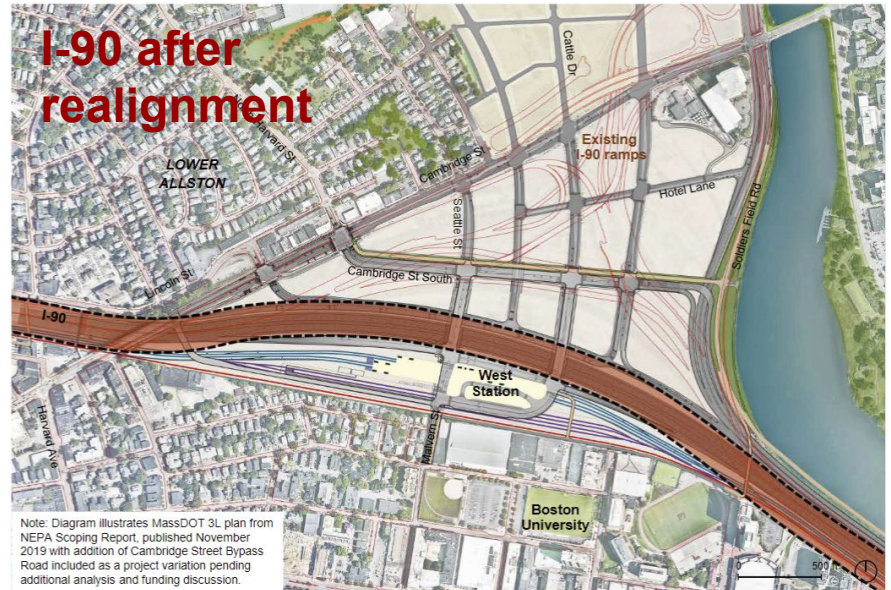 I-90 after
realignment
Harvard St
LOWER
ALLSTON
Cattle Dr
Cambridge St
Existing
I-90 ramps
Hotel Lane
Seattle St
Soldiers Field Rd
Lincoln St
Cambridge St South
I-90
West
Station
Harvard Ave
Malvern St
Boston
University
Note: Diagram illustrates MassDOT 3L plan from
NEPA Scoping Report, published November
2019 with addition of Cambridge Street Bypass
Road included as a project variation pending
additional analysis and funding discussion.
0
500 ft